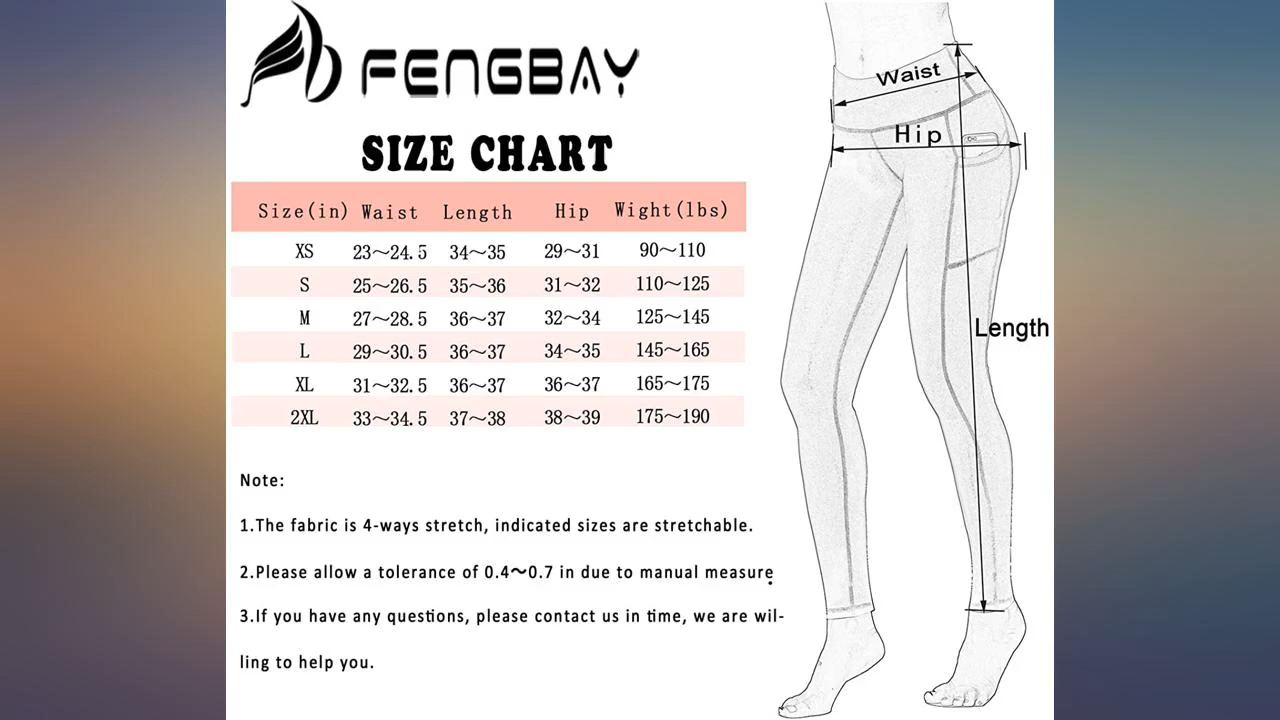 FENGBAY
SIZE CHART
Size(in) Waist Length Hip Wight(lbs)
XS 23～24.5 34～35 29～31 90～110
S 25～26.5 35～36 31～32 110～125
M 27～28.5 36～37 32～34 125～145
L 29～30.5 36～37 34～35 145～165
XL 31～32.5 36～37 36～37 165～175
2XL 33～34.5 37～38 38～39 175～190
Note:
1.The fabric is 4-ways stretch, indicated sizes are stretchable.
2.Please allow a tolerance of 0.4～0.7 in due to manual measure.
3.If you have any questions, please contact us in time, we are wil-
ling to help you.
Waist
Hip
Length